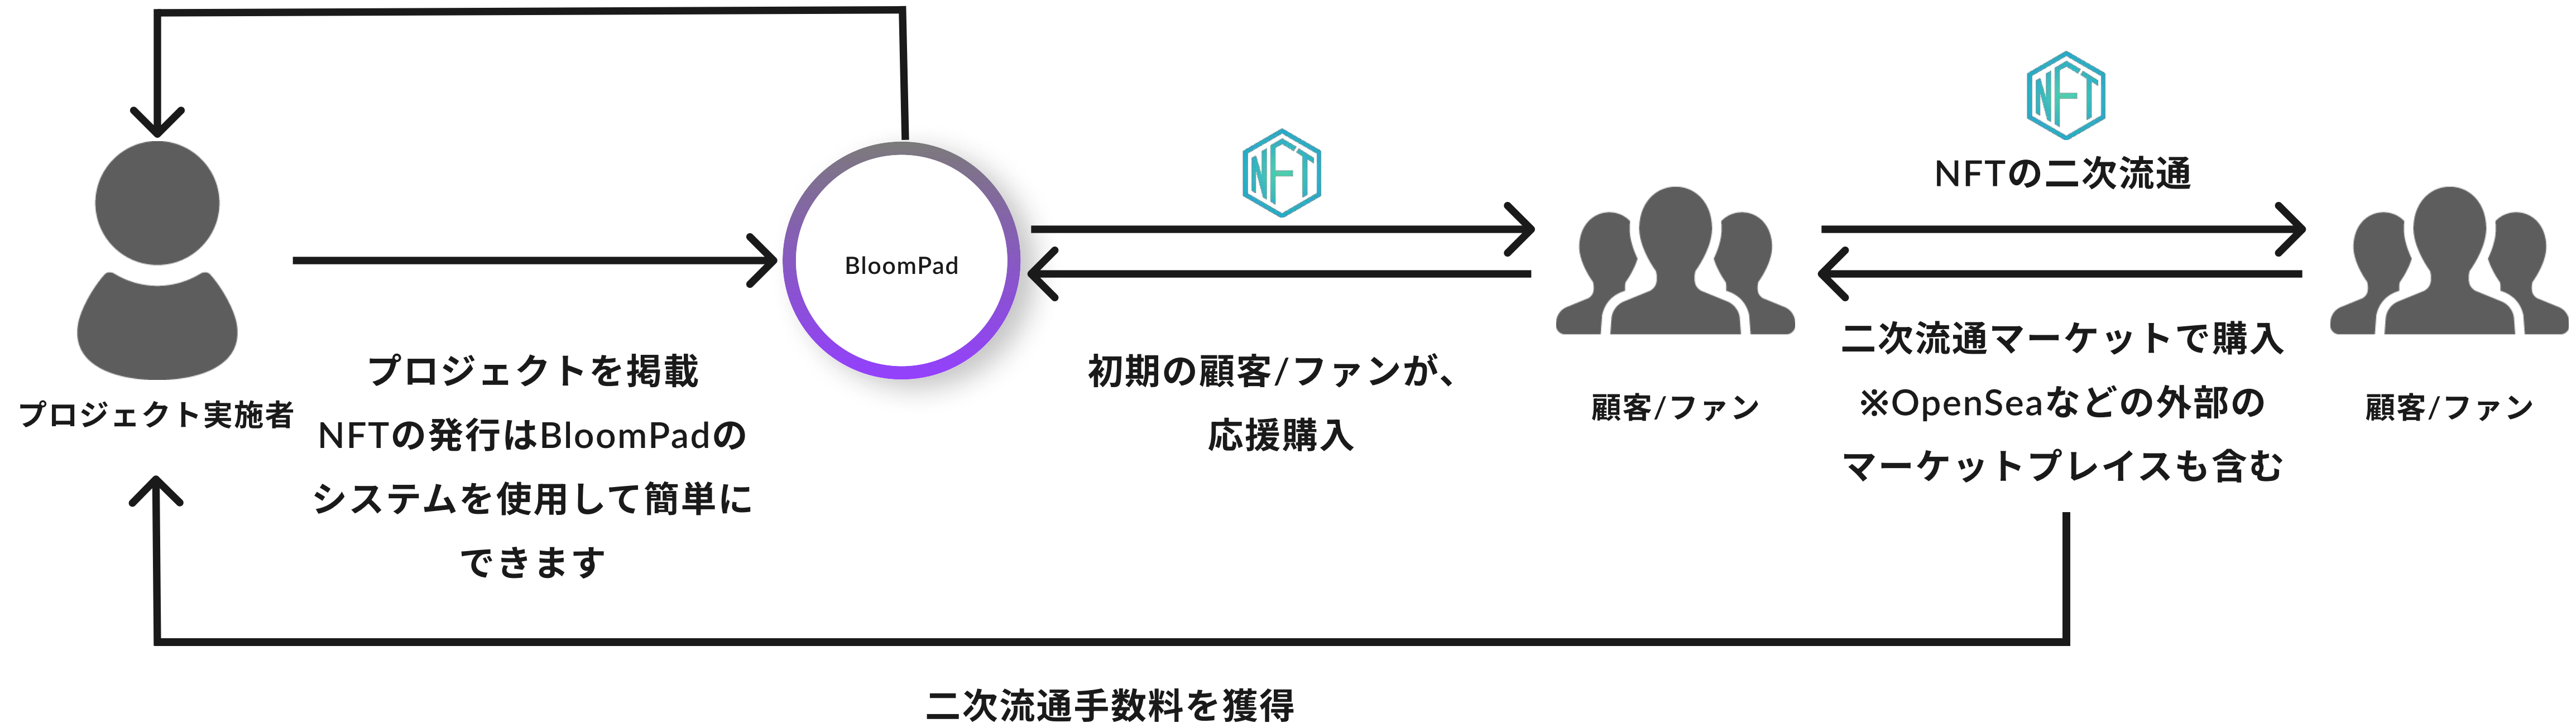 NFT
NFT
NFTの二次流通
BloomPad
二次流通マーケットで購入
※OpenSeaなどの外部の
マーケットプレイスも含む
プロジェクト実施者
プロジェクトを掲載
NFTの発行はBloomPadの
システムを使用して簡単に
できます
初期の顧客/ファンが、
応援購入
顧客/ファン
顧客/ファン
二次流通手数料を獲得